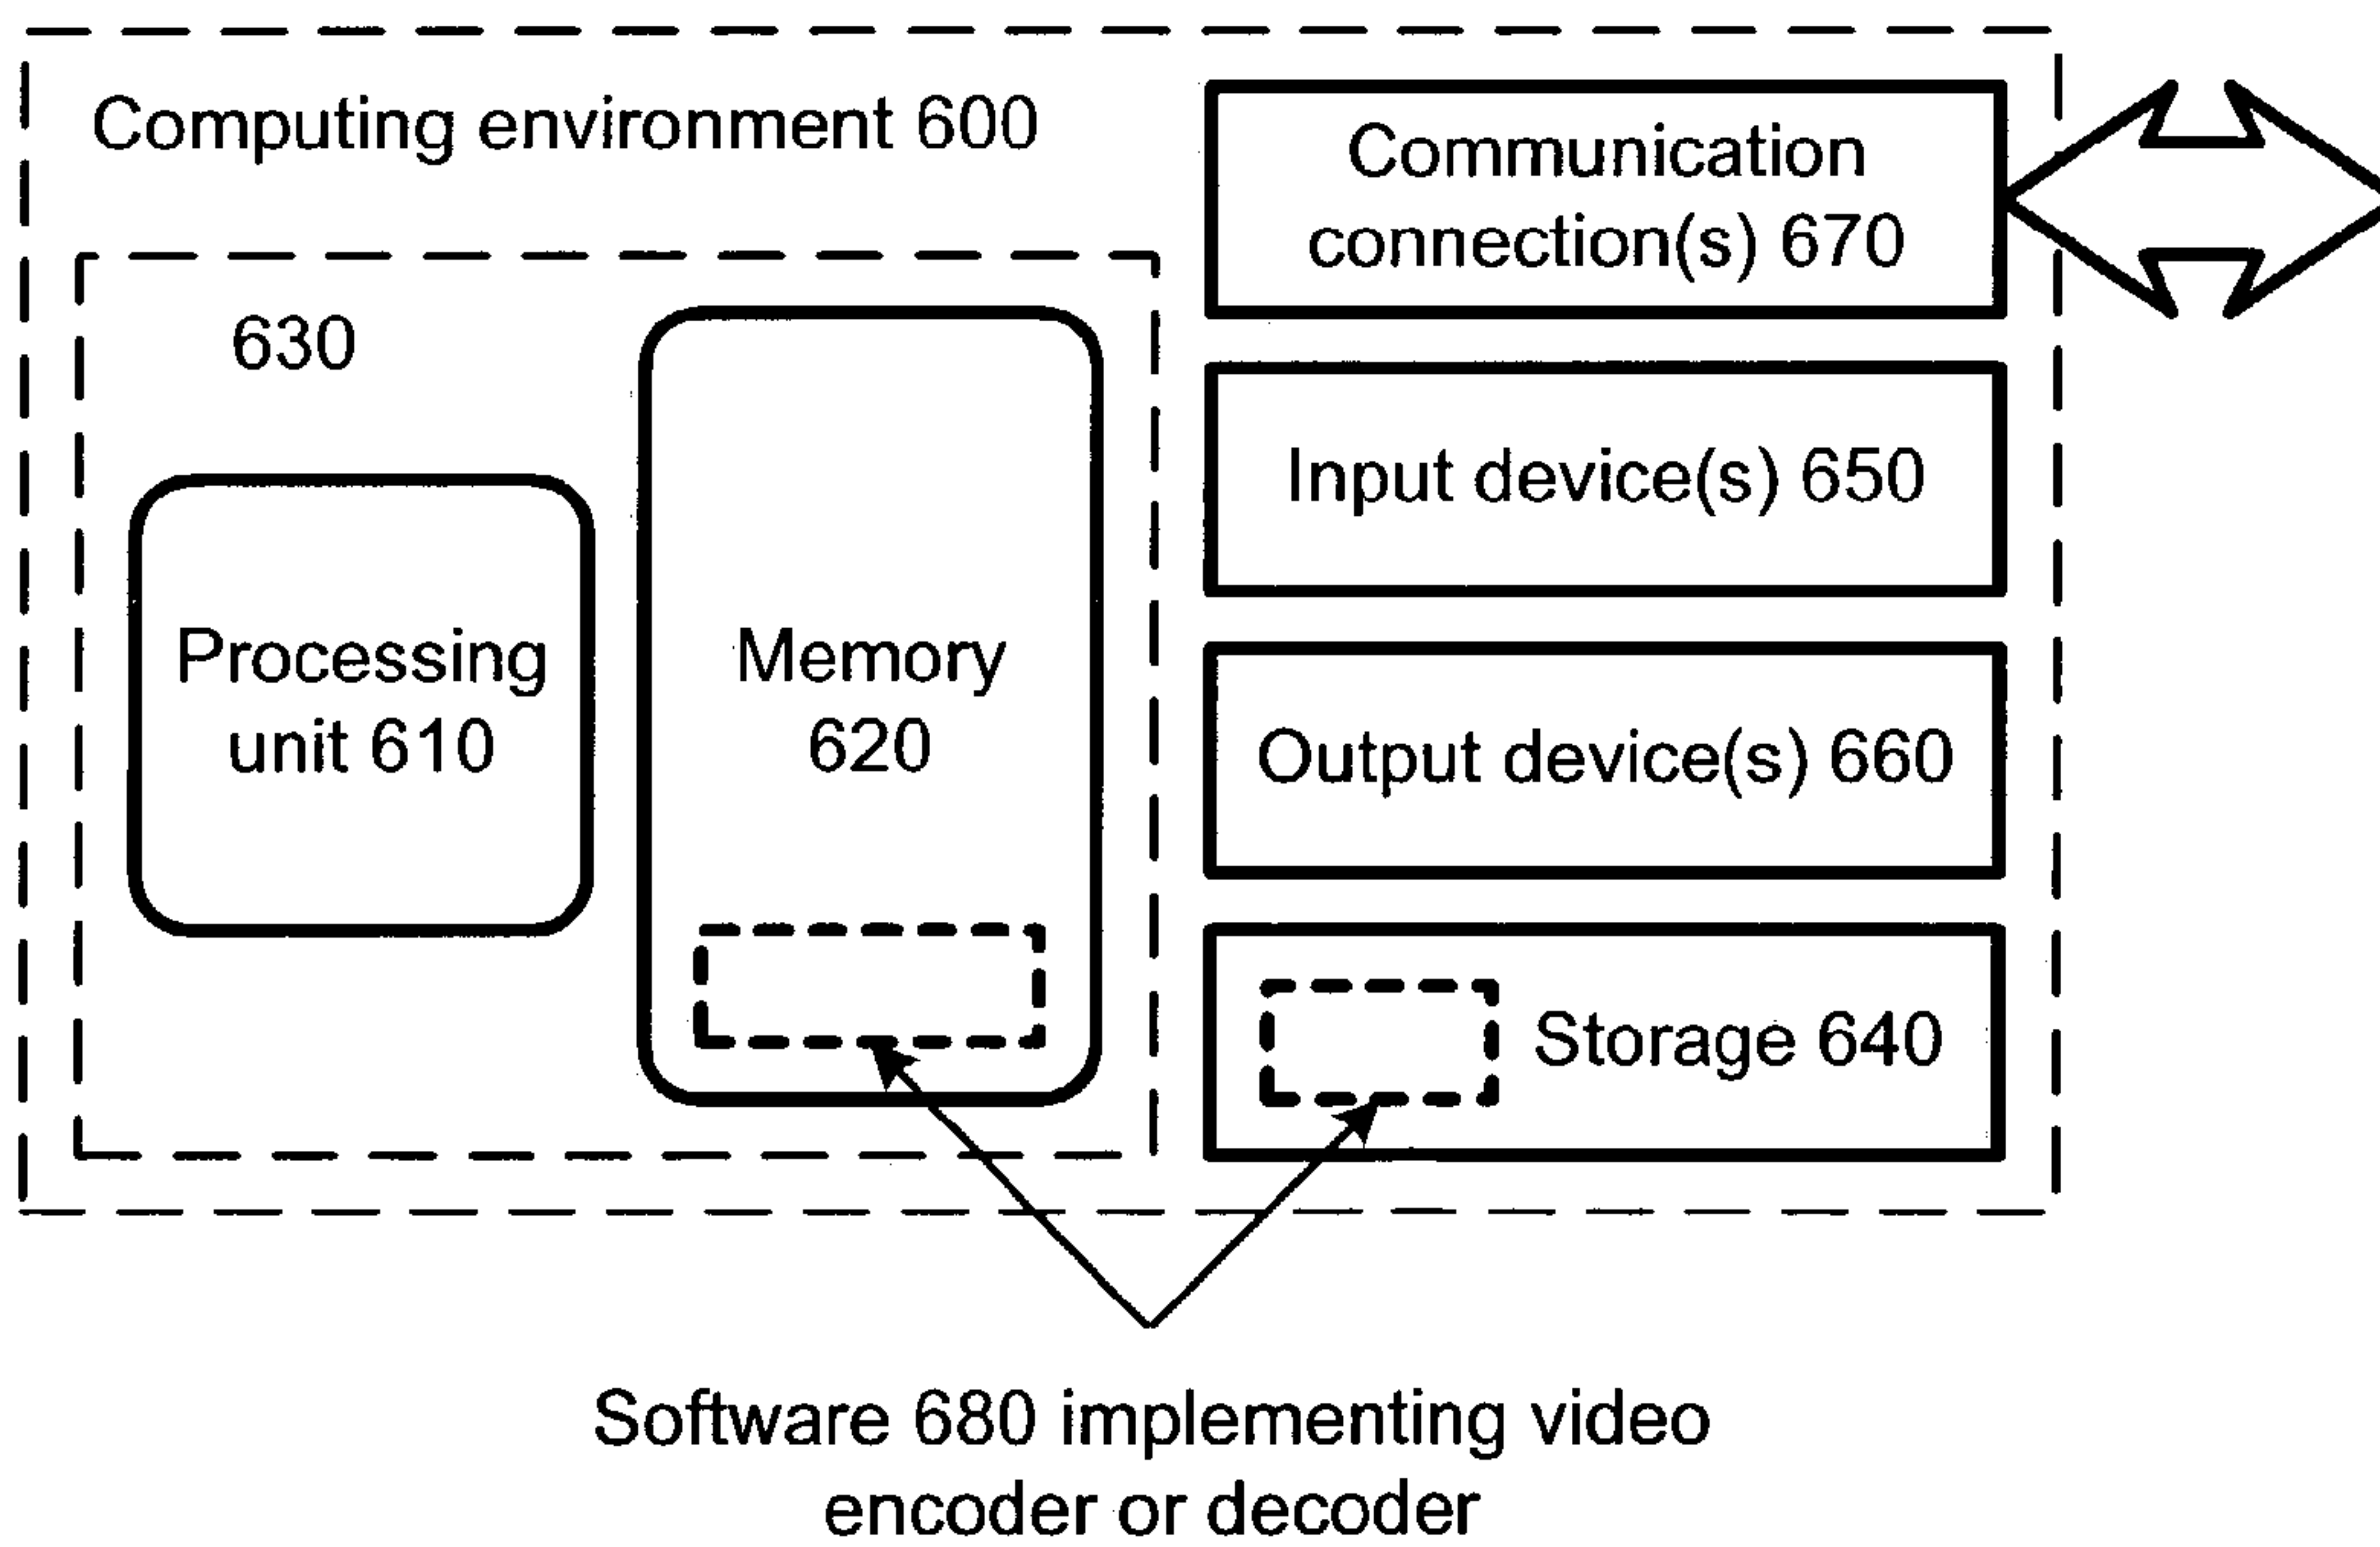 Computing environment 600
Communication
connection(s) 670
630
Input device(s) 650
Processing
unit 610
Memory
620
Output device(s) 660
Storage 640
Software 680 implementing video
encoder or decoder